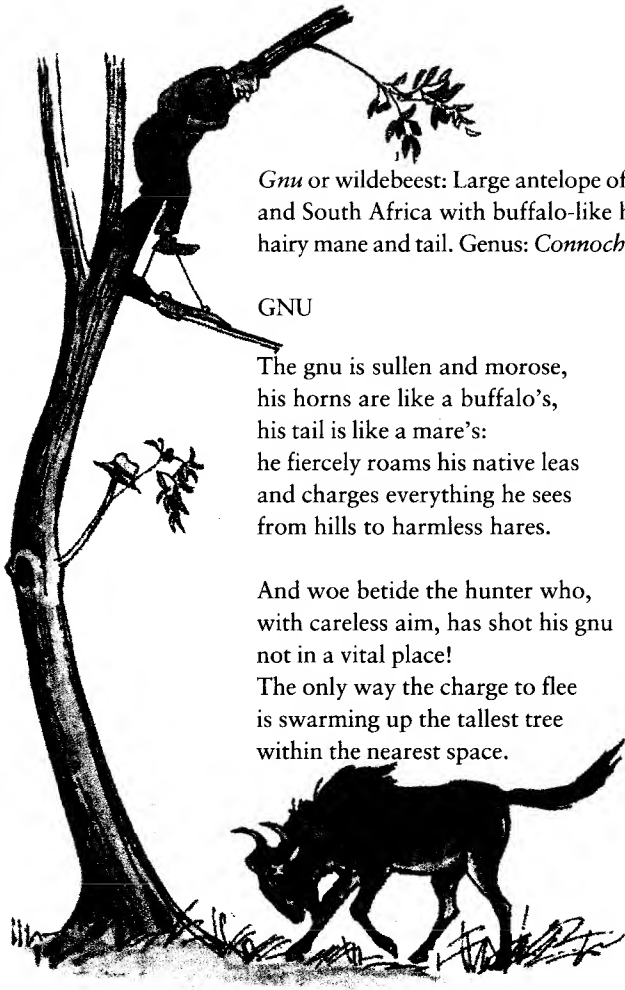 Gnu or wildebeest: Large antelope of
and South Africa with buffalo-like
hairy mane and tail. Genus: Connoch
GNU
The gnu is sullen and morose,
his horns are like a buffalo's,
his tail is like a mare's:
he fiercely roams his native leas
and charges everything he sees
from hills to harmless hares.
And woe betide the hunter who,
with careless aim, has shot his gnu
not in a vital place!
The only way the charge to flee
is swarming up the tallest tree
within the nearest space.